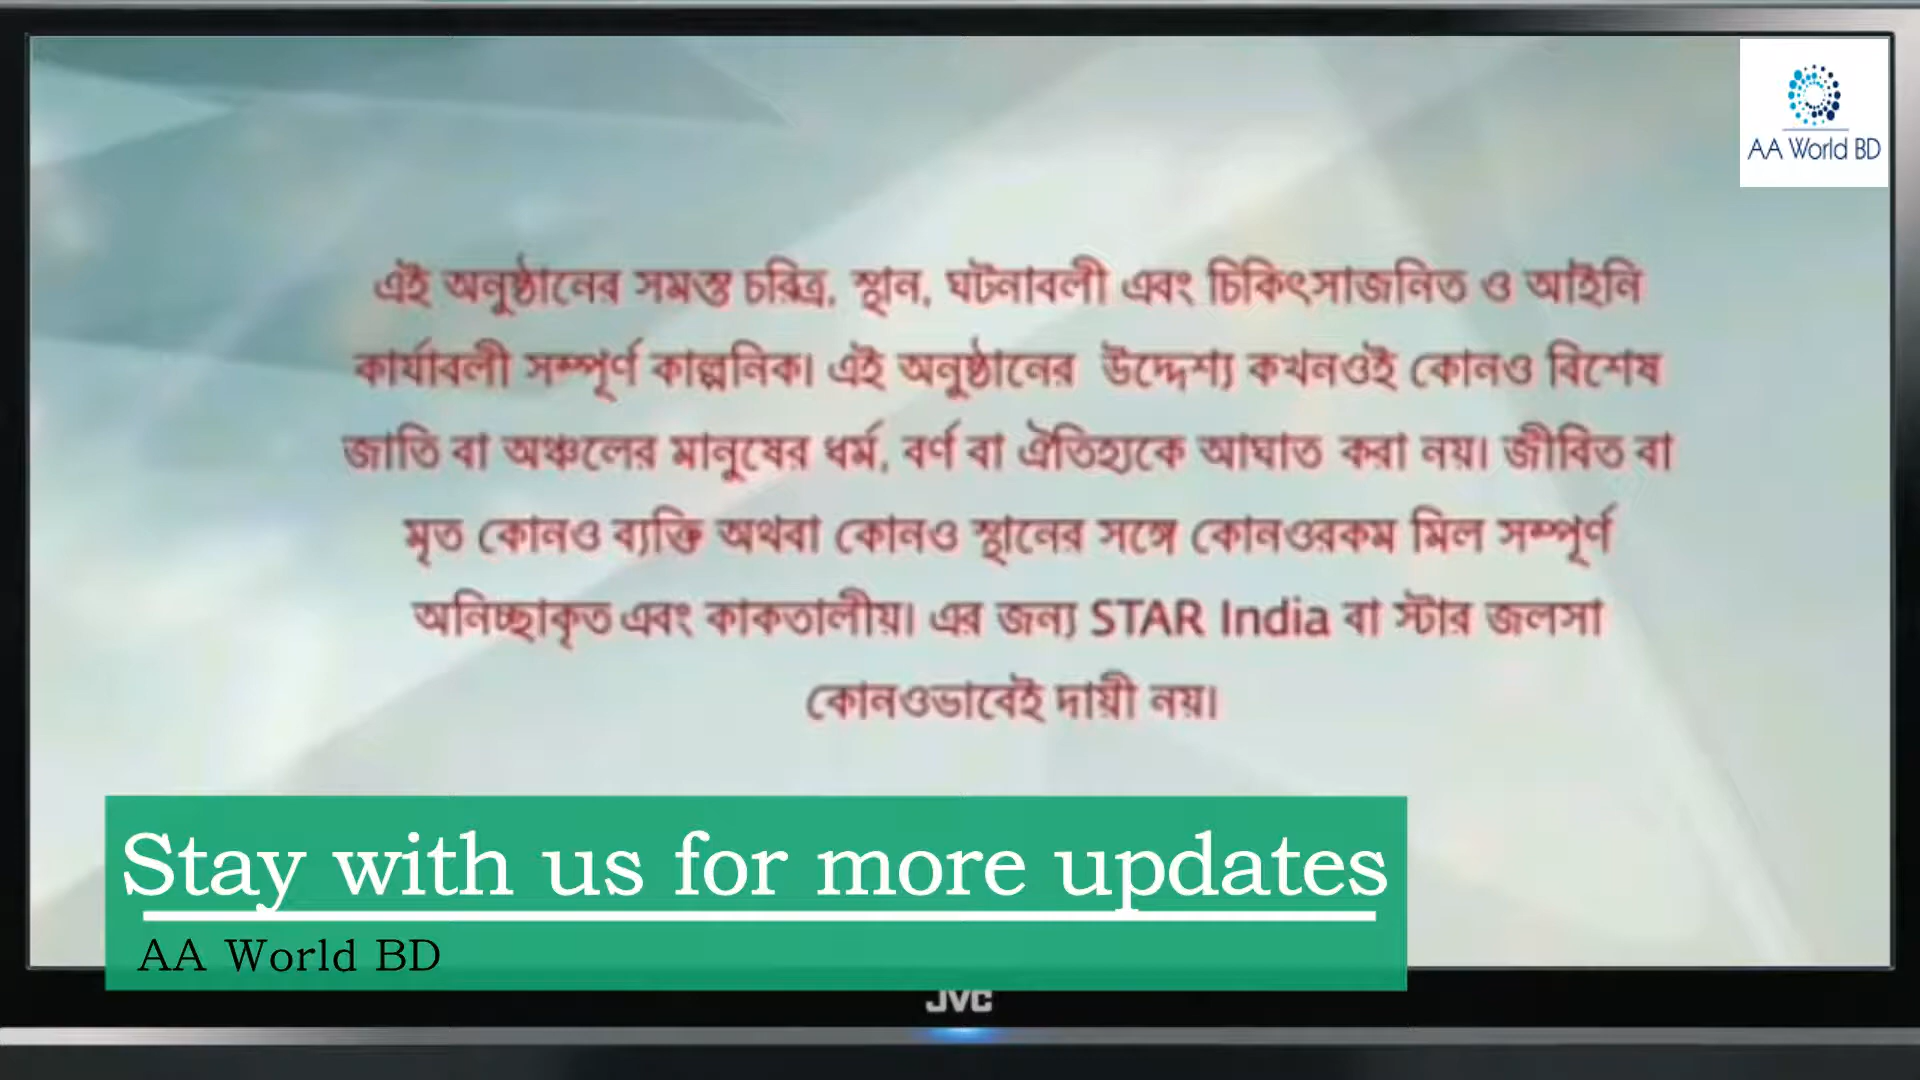 AA World BD
এই অনুষ্ঠানের সমস্ত চরিত্র, স্থান, ঘটনাবলী এবং চিকিৎসাজনিত ও আইনি
কার্যাবলী সম্পূর্ণ কাল্পনিক। এই অনুষ্ঠানের উদ্দেশ্য কখনওই কোনও বিশেষ
জাতি বা অঞ্চলের মানুষের ধর্ম, বর্ণ বা ঐতিহ্যকে আঘাত করা নয়। জীবিত বা
মৃত কোনও ব্যক্তি অথবা কোনও স্থানের সঙ্গে কোনওরকম মিল সম্পূর্ণ
অনিচ্ছাকৃত এবং কাকতালীয়। এর জন্য STAR India বা স্টার জলসা
কোনওভাবেই দায়ী নয়।
Stay with us for more updates
AA World BD
JVC